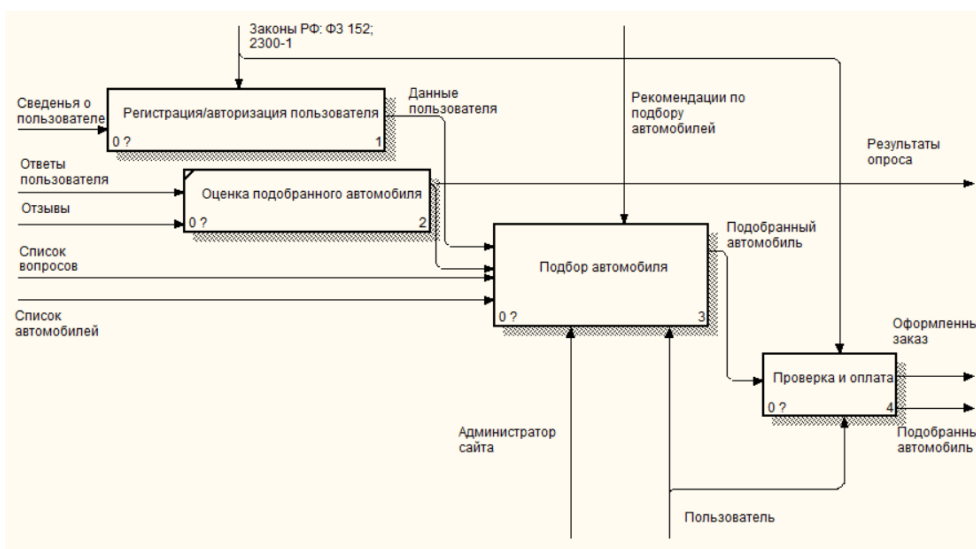 Законы РФ: ФЗ 152;
2300-1
Сведенья о
пользователе
Регистрация/авторизация пользователя
0 ?
1
Данные
пользователя
Рекомендации по
подбору
автомобилей
Результаты
опроса
Ответы
пользователя
Отзывы
Оценка подобранного автомобиля
0 ?
2
Список
вопросов
Список
автомобилей
Подбор автомобиля
0 ?
3
Подобранный
автомобиль
Оформленнь
заказ
Проверка и оплата
0 ?
4
Подобраннь
автомобиль
Администратор
сайта
Пользователь